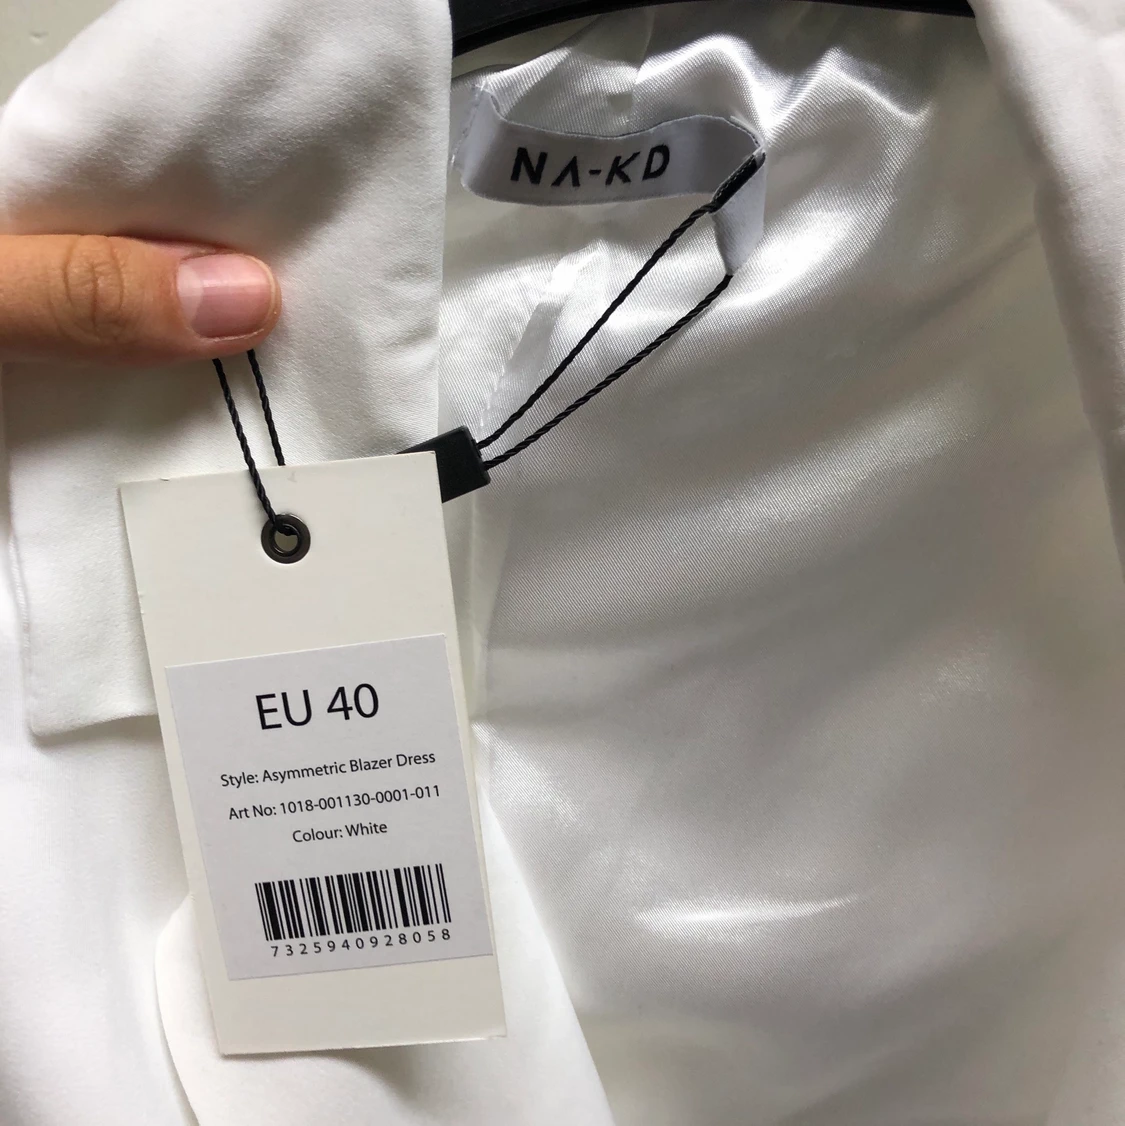 NA-KD
EU 40
Style: Asymmetric Blazer Dress
Art No: 1018-001130-0001-011
Colour: White
7325940928058